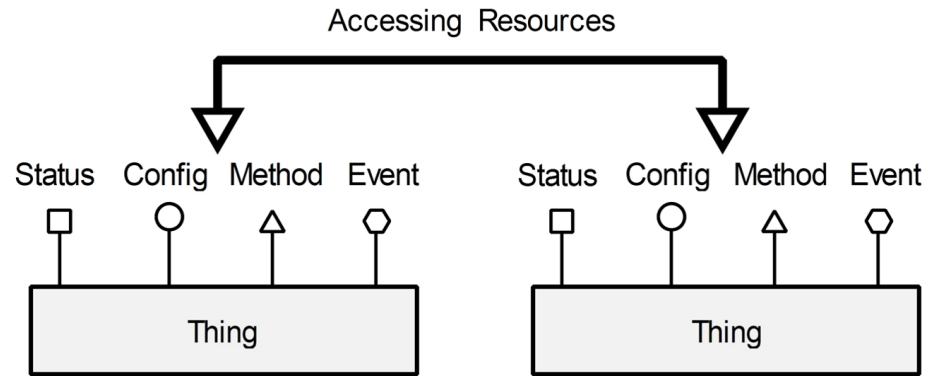 Accessing Resources
Status Config Method Event Status Config Method Event
Thing Thing